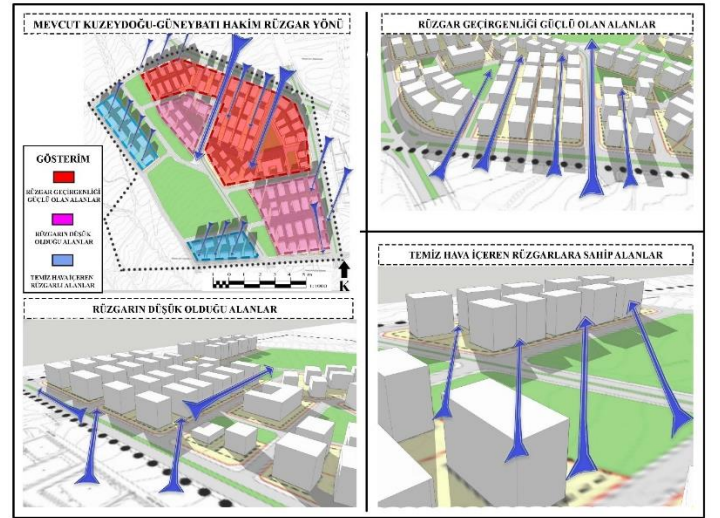 MEVCUT KUZEYDOĞU-GÜNEYBATI HAKİM RÜZGAR YÖNÜ
RÜZGAR GEÇİRGENLİĞİ GÜÇLÜ OLAN ALANLAR
GÖSTERİM
RÜZGAR GEÇİRGENLİĞİ
GÜÇLÜ OLAN ALANLAR
RÜZGARIN DÜŞÜK
OLDUĞU ALANLAR
TEMİZ HAVA İÇEREN
RÜZGARLI ALANLAR
K
RÜZGARIN DÜŞÜK OLDUĞU ALANLAR
TEMİZ HAVA İÇEREN RÜZGARLARA SAHİP ALANLAR